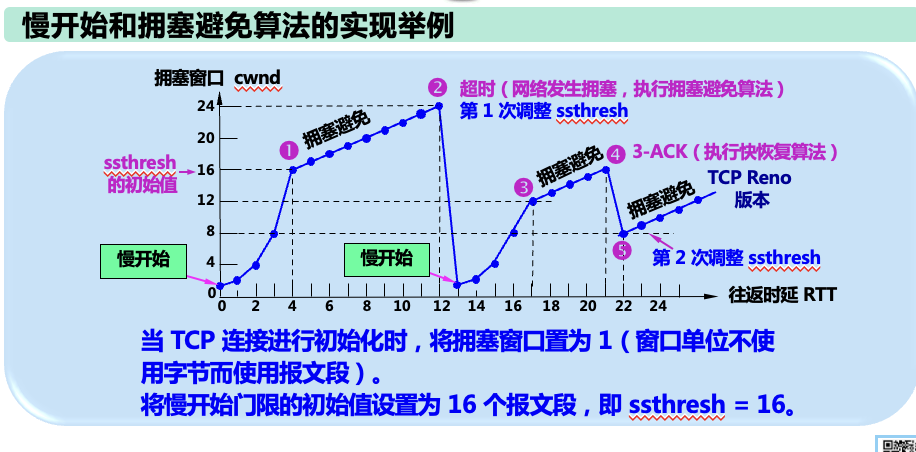 慢开始和拥塞避免算法的实现举例
拥塞窗口 cwnd
24
20
16
12
8
4
0
ssthresh
的初始值
慢开始
❶
拥塞避免
❷ 超时（网络发生拥塞，执行拥塞避免算法）
第 1 次调整 ssthresh
慢开始
❸
拥塞避免
❹ 3-ACK（执行快恢复算法）
拥塞避免
TCP Reno
版本
❺
第 2 次调整 ssthresh
0 2 4 6 8 10 12 14 16 18 20 22 24
往返时延 RTT
当 TCP 连接进行初始化时，将拥塞窗口置为 1（窗口单位不使
用字节而使用报文段）。
将慢开始门限的初始值设置为 16 个报文段，即 ssthresh = 16。